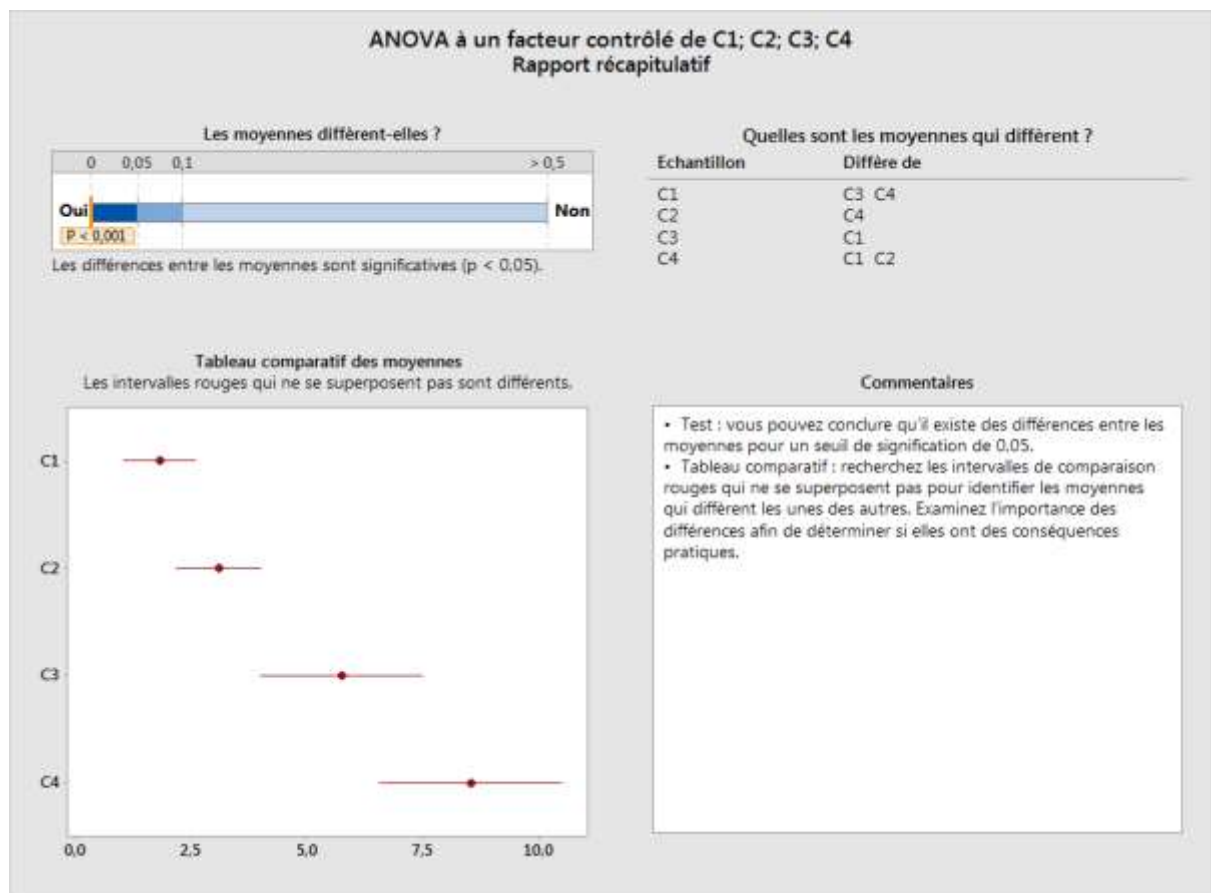 ANOVA à un facteur contrôlé de C1; C2; C3; C4
Rapport récapitulatif
Les moyennes diffèrent-elles ?
0 0,05 0,1 > 0,5
Oui Non
P < 0,001
Les différences entre les moyennes sont significatives (p < 0.05).
Quelles sont les moyennes qui diffèrent ?
Echantillon Diffère de
C1 C3 C4
C2 C4
C3 C1
C4 C1 C2
Tableau comparatif des moyennes
Les intervalles rouges qui ne se superposent pas sont différents.
C1
C2
C3
C4
0,0 2,5 5,0 7,5 10,0
Commentaires
• Test : vous pouvez conclure qu'il existe des différences entre les
moyennes pour un seuil de signification de 0,05.
• Tableau comparatif : recherchez les intervalles de comparaison
rouges qui ne se superposent pas pour identifier les moyennes
qui diffèrent les unes des autres. Examinez l'importance des
différences afin de déterminer si elles ont des conséquences
pratiques.